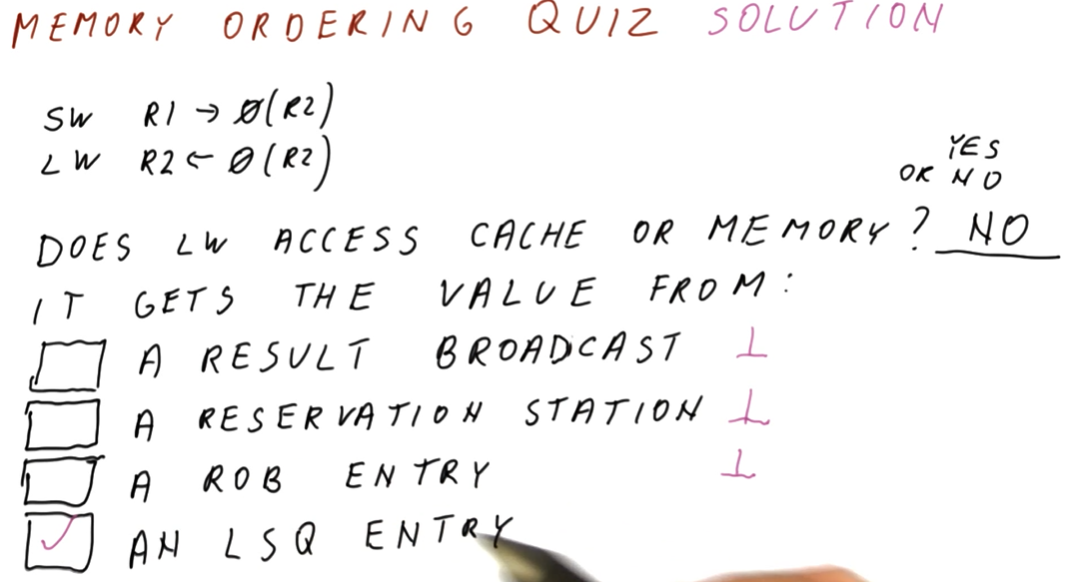 MEMORY ORDERING QUIZ SOLUTION
SW R1 → 0(R2)
LW R2 ← 0(R2)
YES
OR NO
DOES LW ACCESS CACHE OR MEMORY? NO
IT GETS THE VALUE FROM:
A RESULT BROADCAST ⊥
A RESERVATION STATION ⊥
A ROB ENTRY ⊥
✓ AN LSQ ENTRY